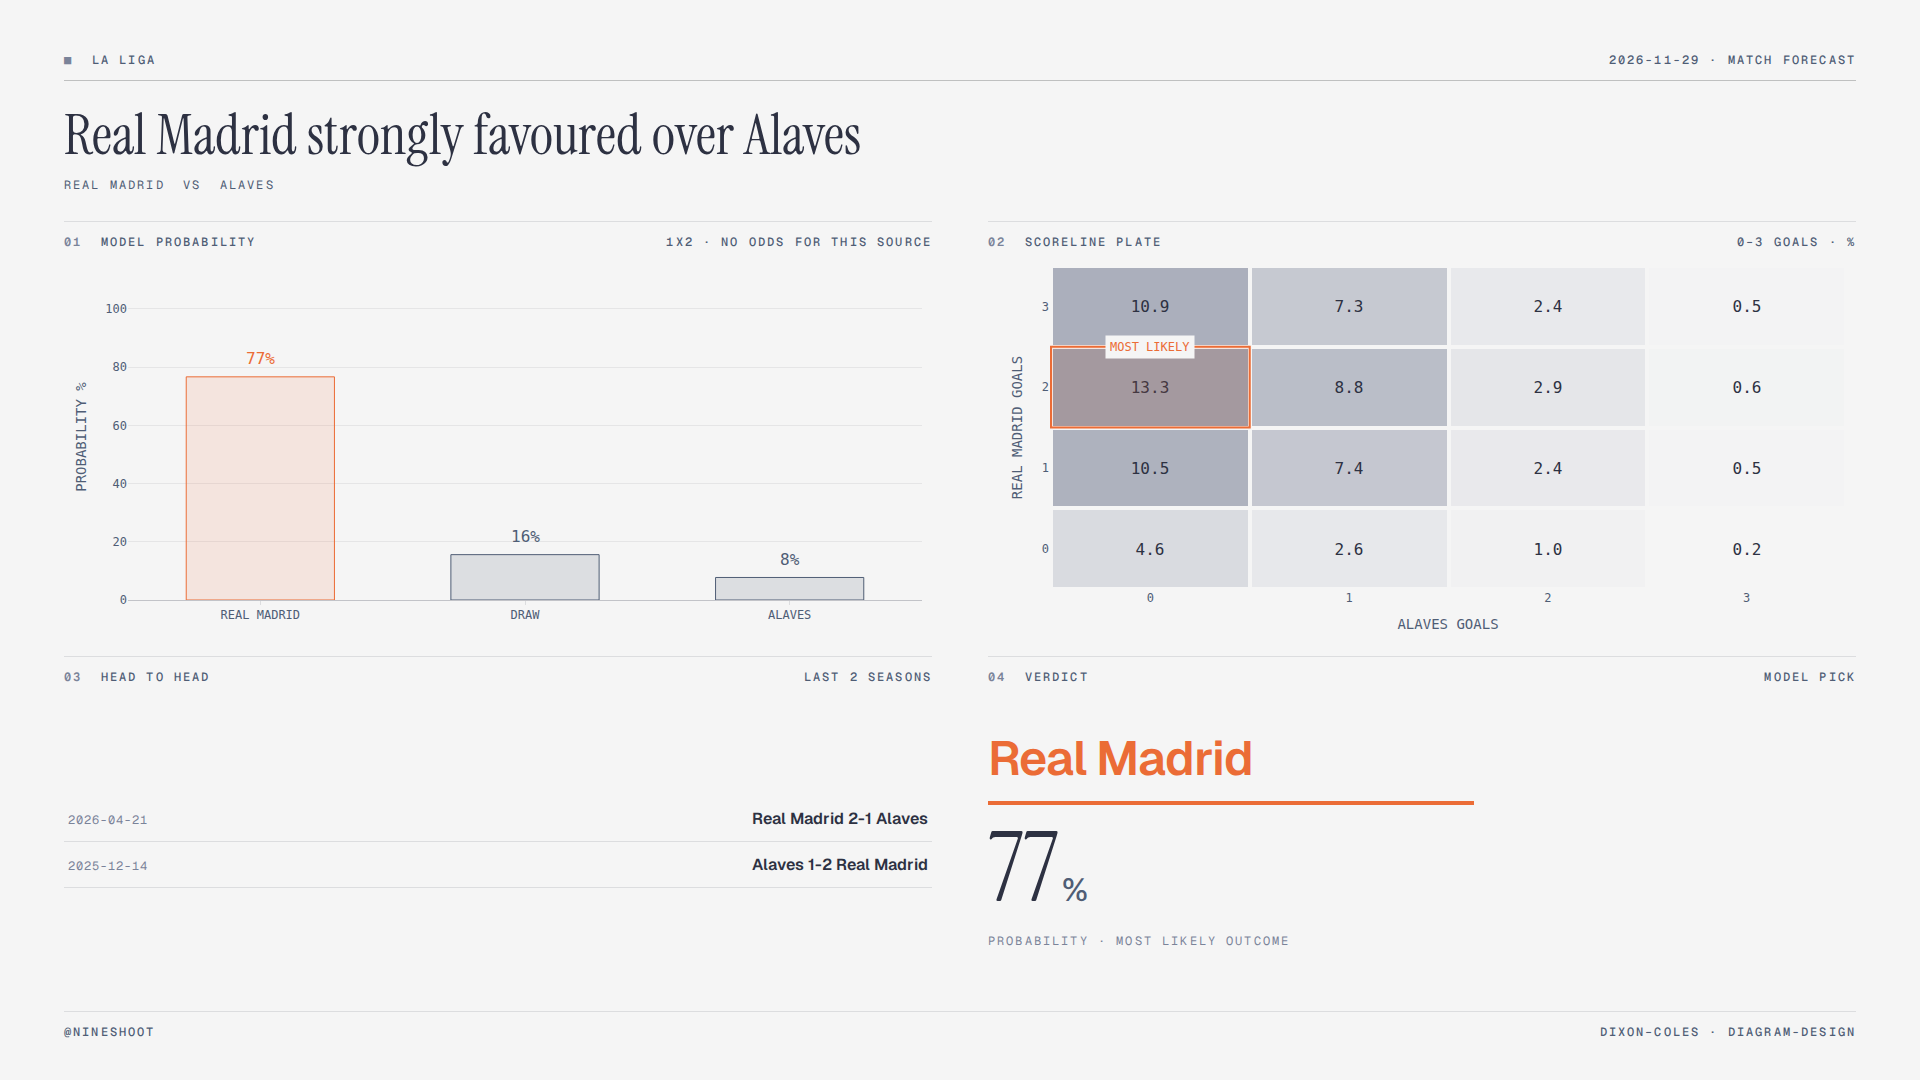 ■ LA LIGA
2026-11-29 · MATCH FORECAST
Real Madrid strongly favoured over Alaves
REAL MADRID VS ALAVES
01 MODEL PROBABILITY
1X2 · NO ODDS FOR THIS SOURCE
PROBABILITY %
100
80
60
40
20
0
77%
16%
8%
REAL MADRID
DRAW
ALAVES
02 SCORELINE PLATE
0–3 GOALS · %
REAL MADRID GOALS
3 10.9 7.3 2.4 0.5
MOST LIKELY
2 13.3 8.8 2.9 0.6
1 10.5 7.4 2.4 0.5
0 4.6 2.6 1.0 0.2
0 1 2 3
ALAVES GOALS
03 HEAD TO HEAD
LAST 2 SEASONS
2026-04-21 Real Madrid 2-1 Alaves
2025-12-14 Alaves 1-2 Real Madrid
04 VERDICT
MODEL PICK
Real Madrid
77%
PROBABILITY · MOST LIKELY OUTCOME
@NINESHOOT
DIXON–COLES · DIAGRAM-DESIGN